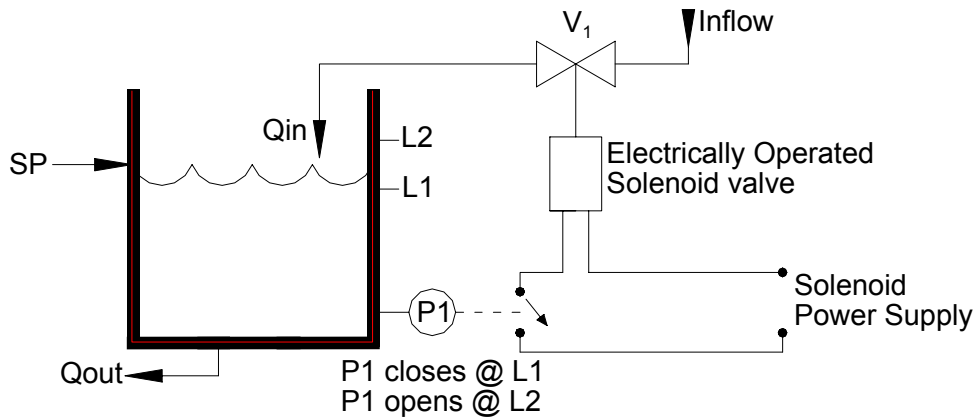 V₁
Inflow
Qin
L2
SP
L1
Electrically Operated
Solenoid valve
P1
Solenoid
Power Supply
Qout
P1 closes @ L1
P1 opens @ L2